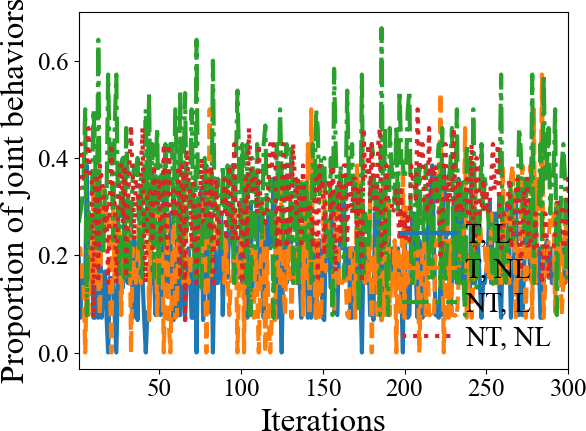 Proportion of joint behaviors
0.6
0.4
0.2
0.0
T, L
T, NL
NT, L
NT, NL
50
100
150
200
250
300
Iterations